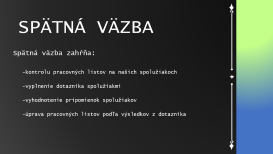 SPÄTNÁ VÄZBA
Spätná väzba zahŕňa:
-kontrolu pracovných listov na našich spolužiakoch
-vyplnenie dotazníka spolužiakmi
-vyhodnotenie pripomienok spolužiakov
-úprava pracovných listov podľa výsledkov z dotazníka